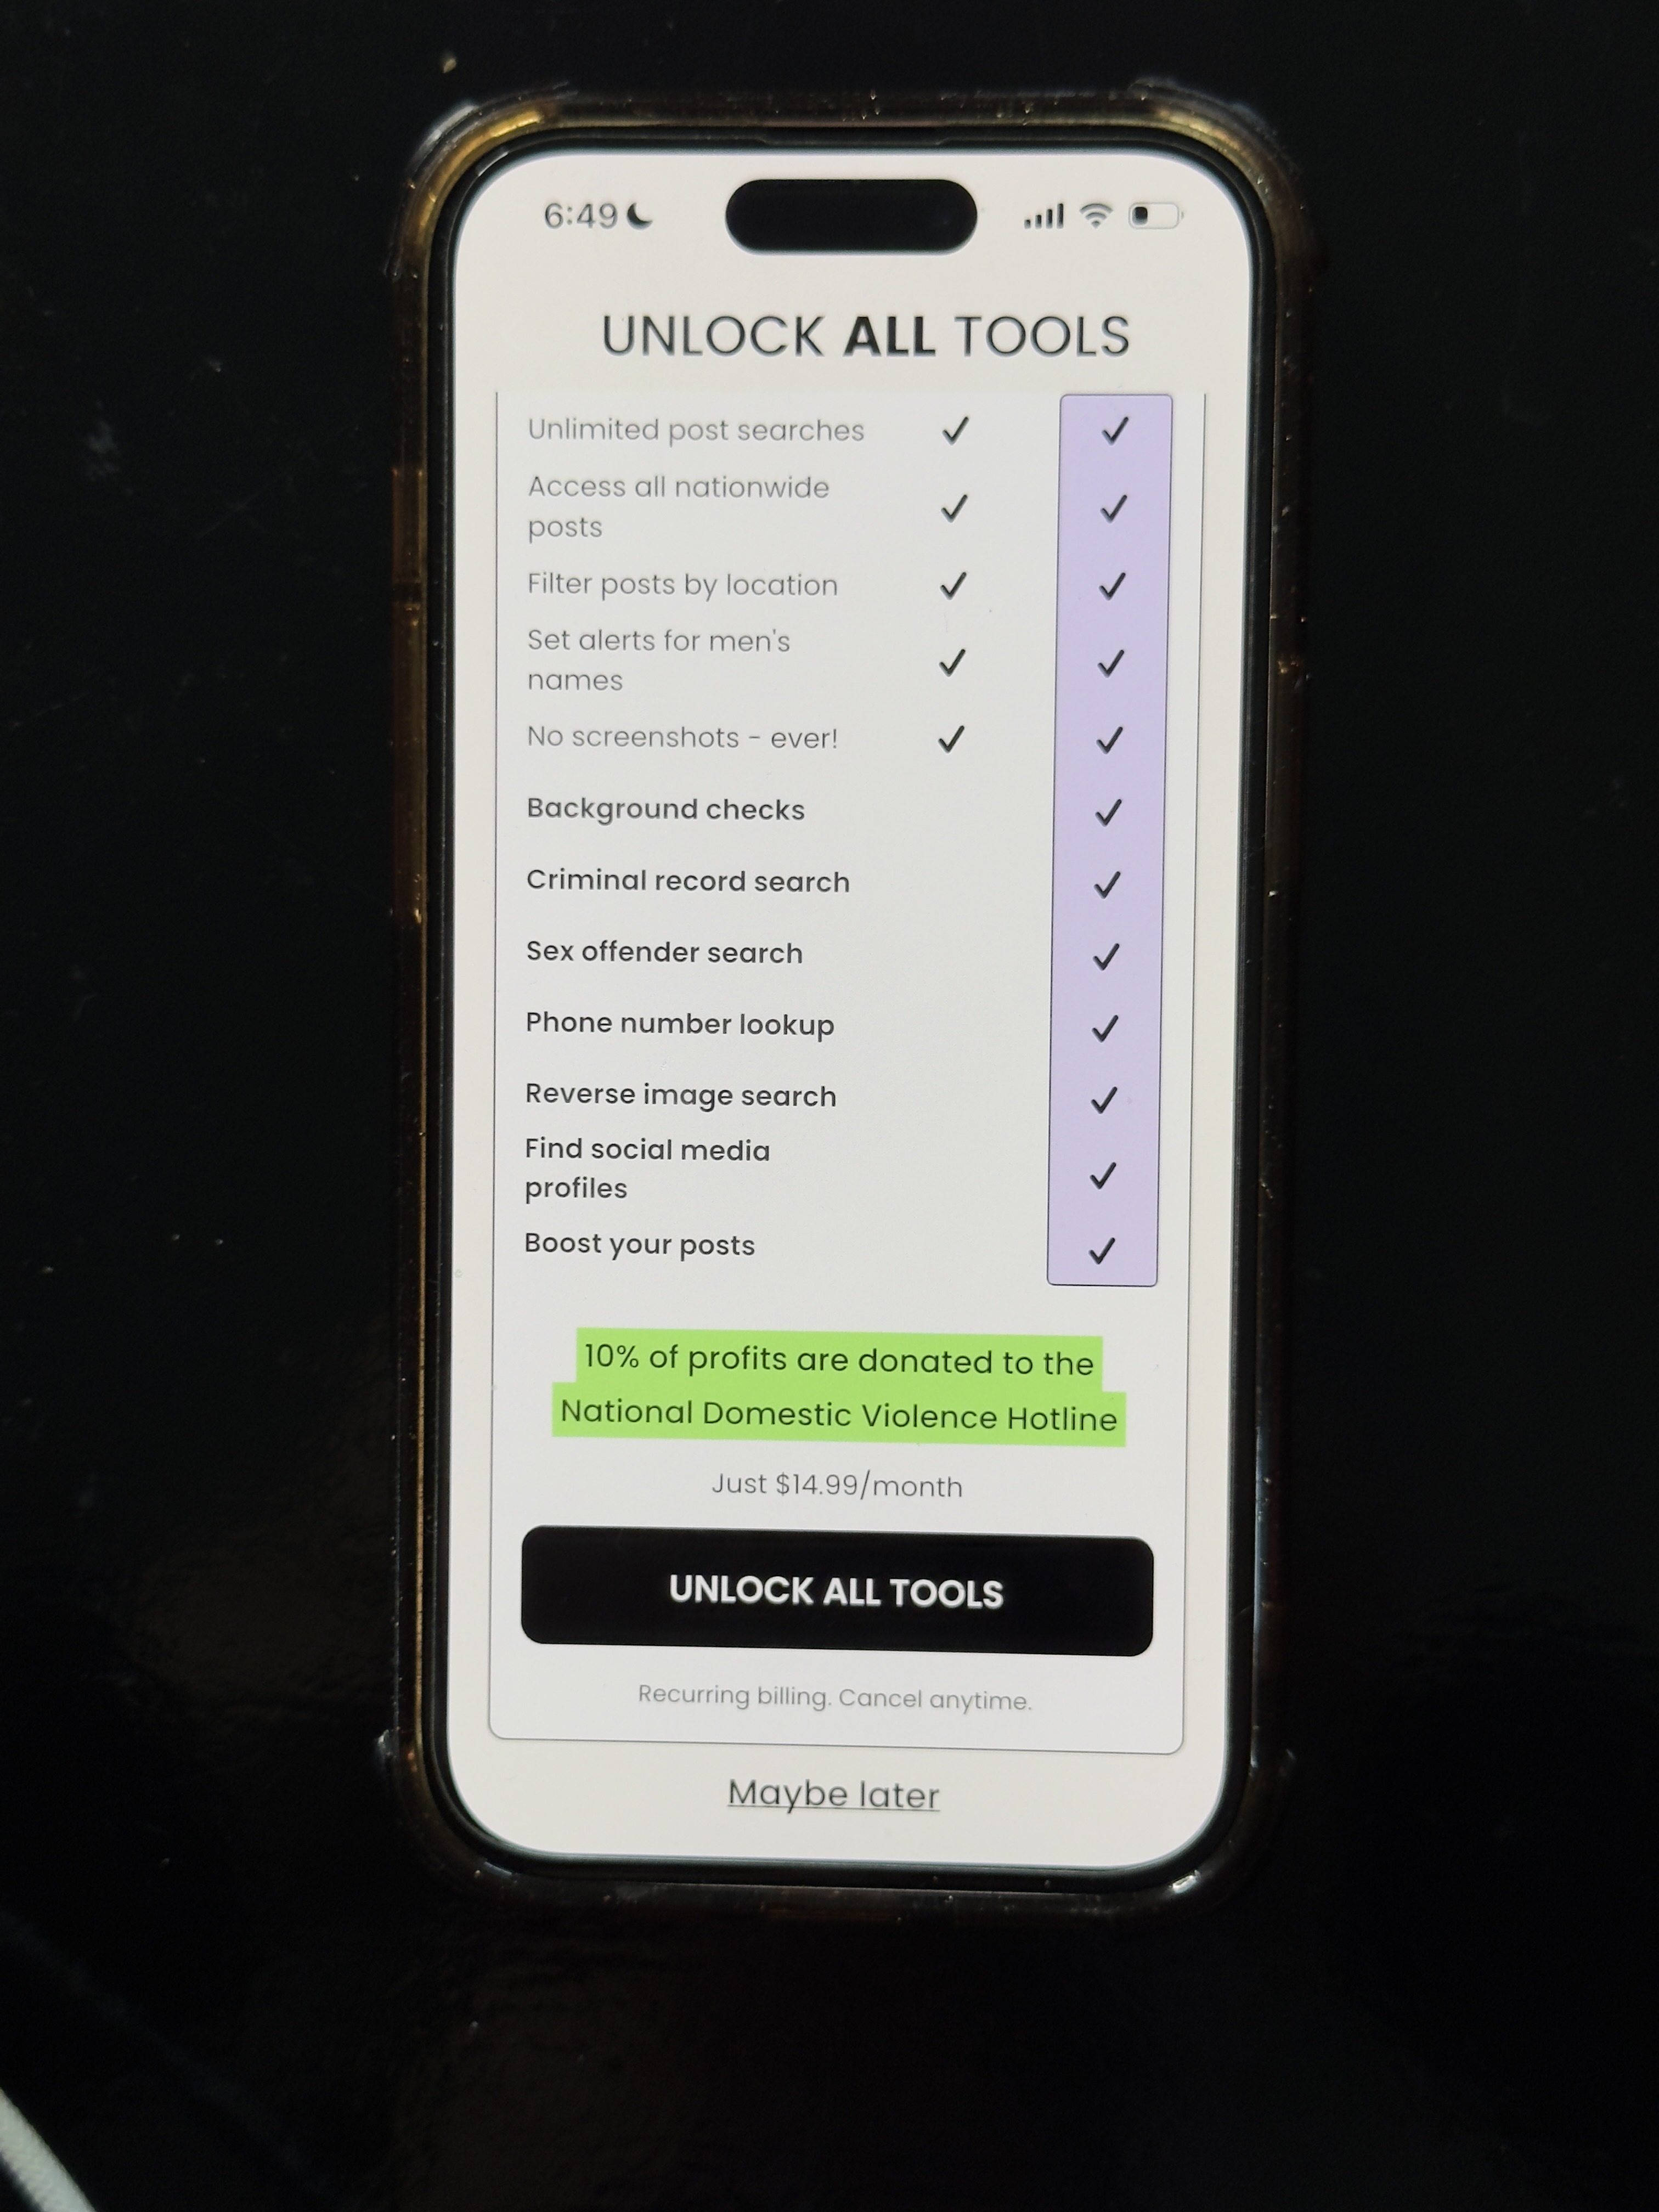 6:49
UNLOCK ALL TOOLS
Unlimited post searches
Access all nationwide
posts
Filter posts by location
Set alerts for men's
names
No screenshots - ever!
Background checks
Criminal record search
Sex offender search
Phone number lookup
Reverse image search
Find social media
profiles
Boost your posts
10% of profits are donated to the
National Domestic Violence Hotline
Just $14.99/month
UNLOCK ALL TOOLS
Recurring billing. Cancel anytime.
Maybe later